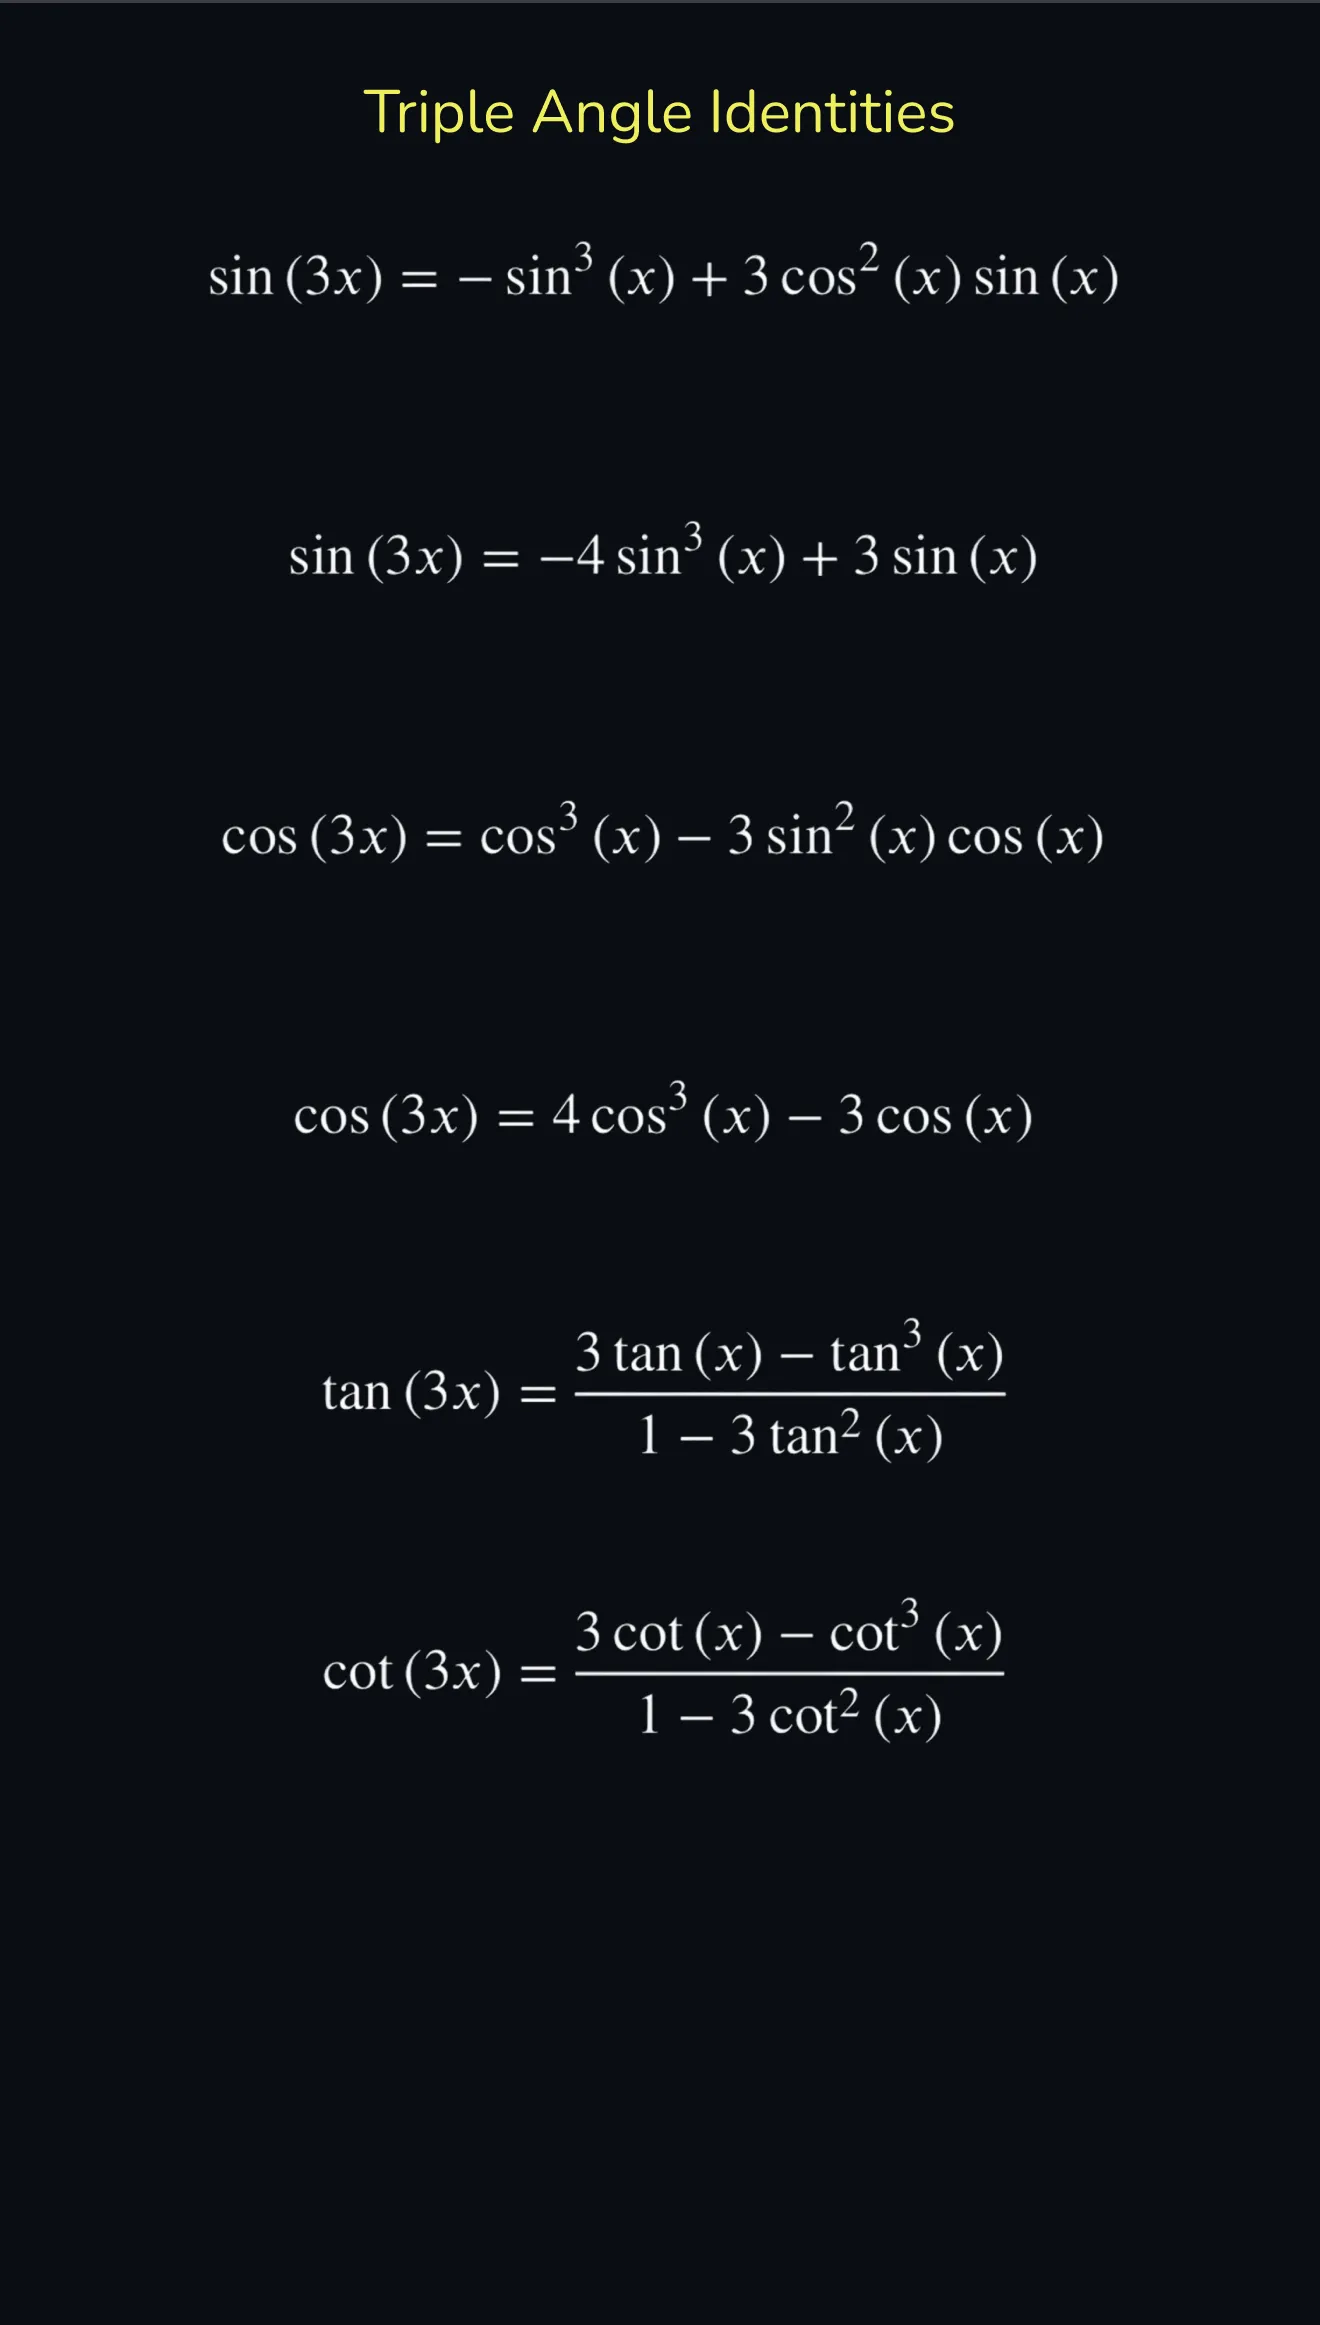 Triple Angle Identities
sin (3x) = − sin³ (x) + 3 cos² (x) sin (x)
sin (3x) = −4 sin³ (x) + 3 sin (x)
cos (3x) = cos³ (x) − 3 sin² (x) cos (x)
cos (3x) = 4 cos³ (x) − 3 cos (x)
tan (3x) = \frac{3 tan (x) − tan³ (x)}{1 − 3 tan² (x)}
cot (3x) = \frac{3 cot (x) − cot³ (x)}{1 − 3 cot² (x)}